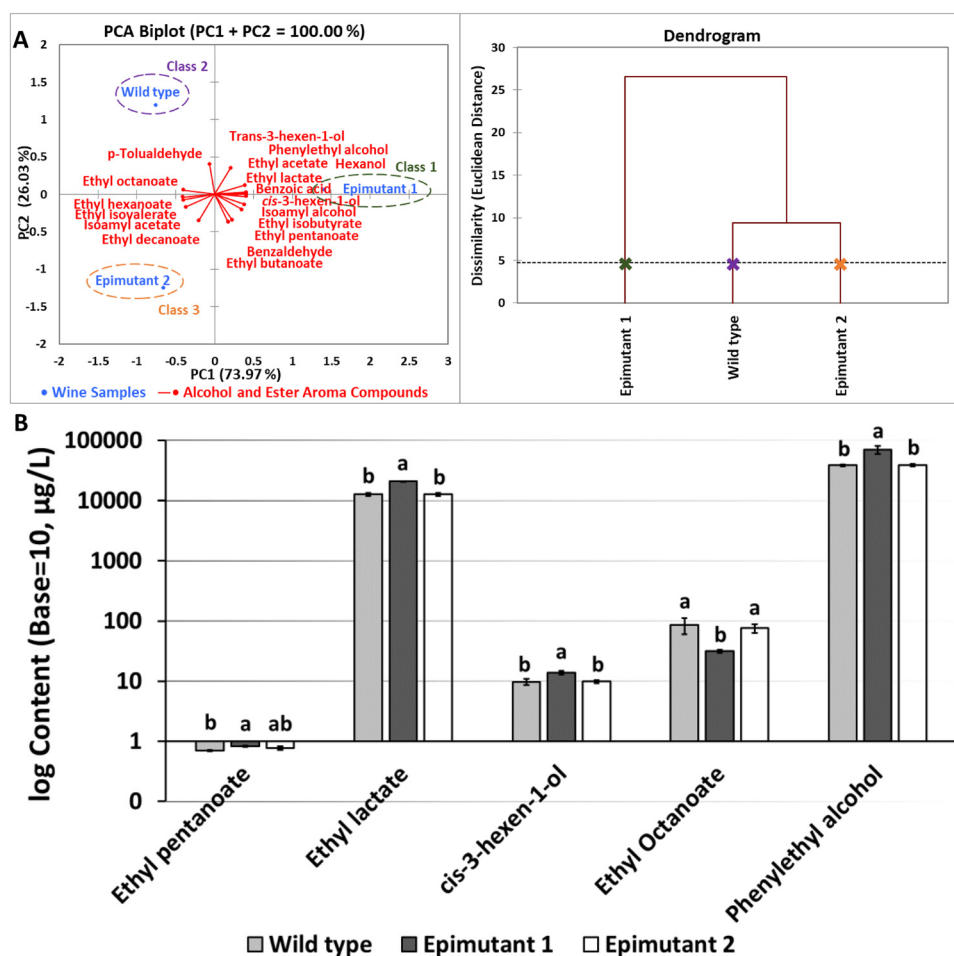 A
PCA Biplot (PC1 + PC2 = 100.00 %)
2
1.5
1
0.5
0
-0.5
-1
-1.5
-2
PC2 (26.03 %)
Class 2
Wild type
Trans-3-hexen-1-ol
Phenylethyl alcohol
p-Tolualdehyde
Ethyl acetate Hexanol
Ethyl lactate Class 1
Ethyl octanoate
Benzoic acid Epimutant 1
Ethyl hexanoate cis-3-hexen-1-ol
Ethyl isovalerate Isoamyl alcohol
Isoamyl acetate Ethyl isobutyrate
Ethyl decanoate Ethyl pentanoate
Benzaldehyde
Ethyl butanoate
Epimutant 2
Class 3
-2 -1.5 -1 -0.5 0 0.5 1 1.5 2 2.5 3
PC1 (73.97 %)
Wine Samples Alcohol and Ester Aroma Compounds
Dendrogram
30
25
20
15
10
5
0
Dissimilarity (Euclidean Distance)
Epimutant 1
Wild type
Epimutant 2
B
100000
10000
1000
100
10
1
0
log Content (Base=10, µg/L)
b a ab
b a b
b a b
a b a
b a b
Ethyl pentanoate
Ethyl lactate
cis-3-hexen-1-ol
Ethyl Octanoate
Phenylethyl alcohol
Wild type Epimutant 1 Epimutant 2